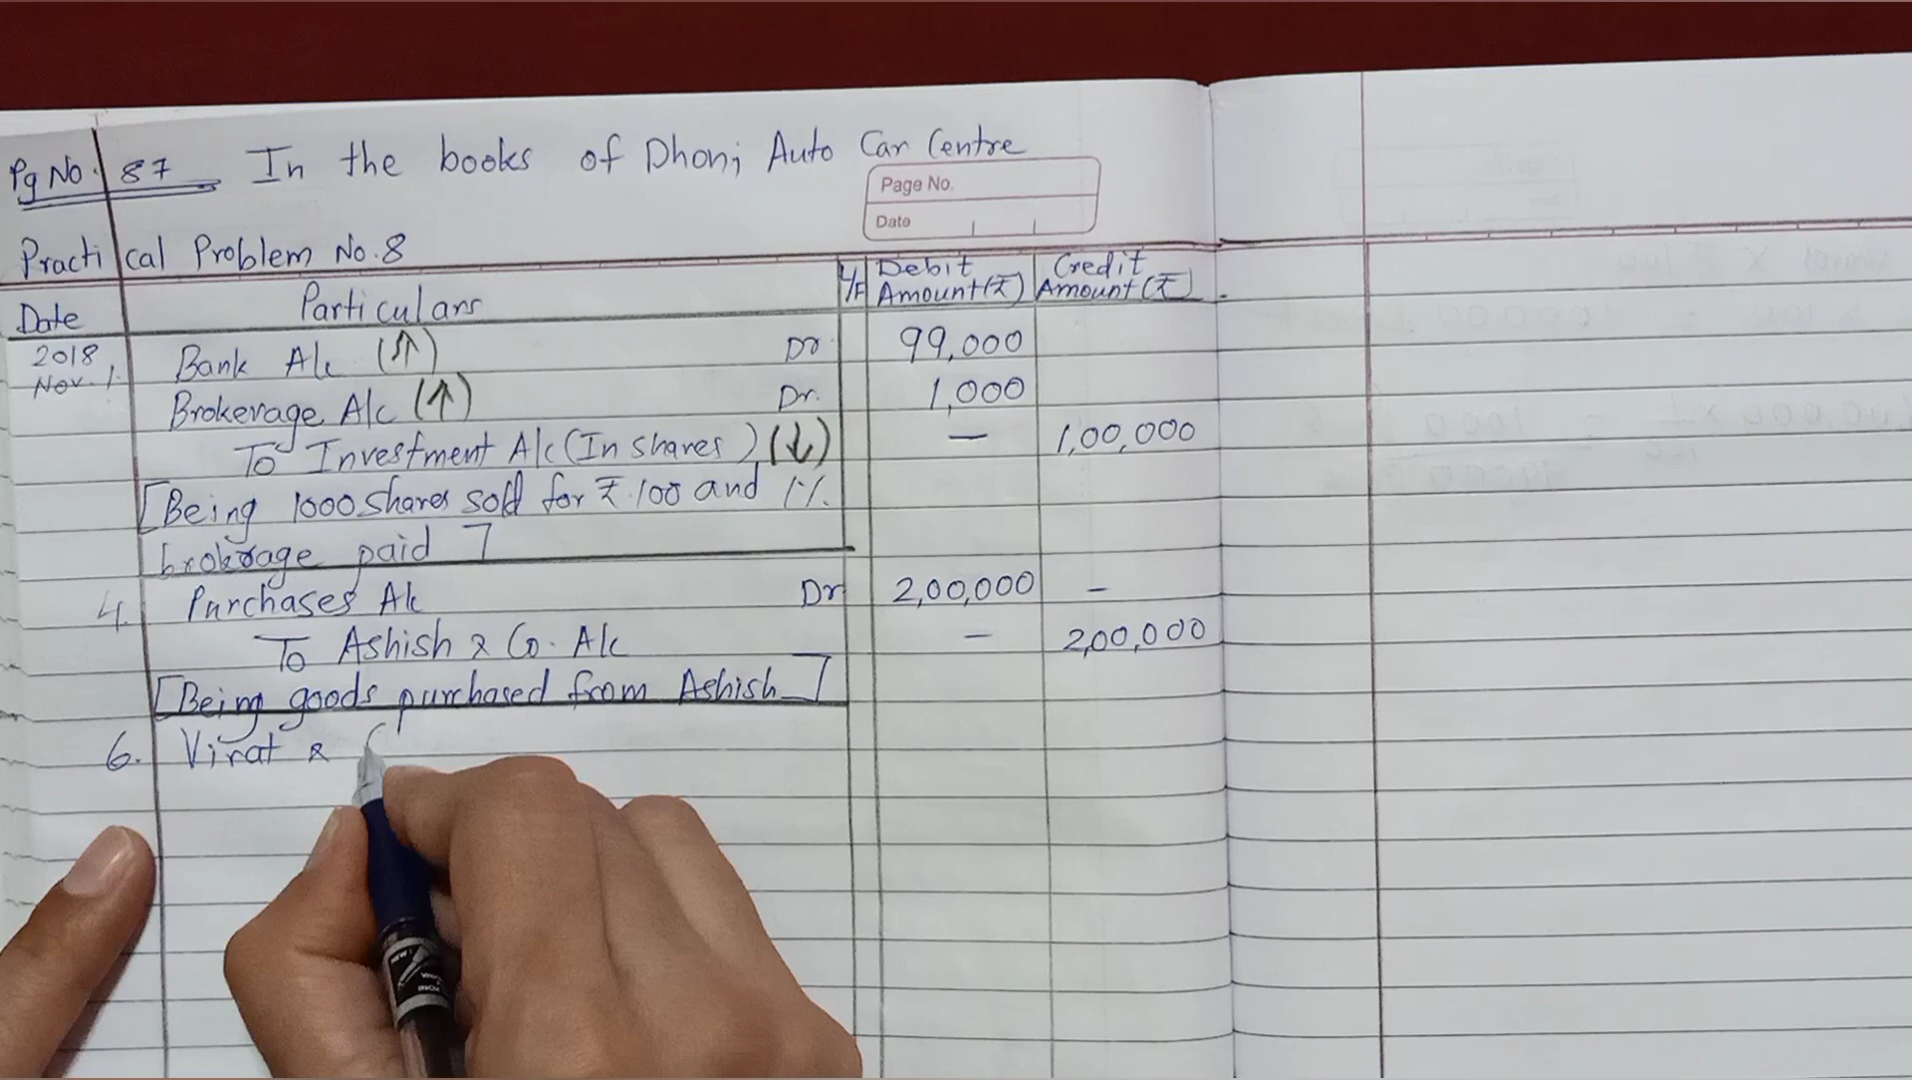 Pg No. 87 In the books of Dhoni Auto Car Centre
Page No.
Date
Practical Problem No. 8
Date Particulars L/F Debit Amount (₹) Credit Amount (₹)
2018 Nov. 1. Bank A/c (↑) Dr 99,000
Brokerage A/c (↑) Dr. 1,000
To Investment A/c (In shares) (↓) — 1,00,000
[Being 1000 shares sold for ₹.100 and 1%.
brokrage paid]
4. Purchases A/c Dr 2,00,000 -
To Ashish & Co. A/c - 2,00,000
[Being goods purchased from Ashish]
6. Virat & C